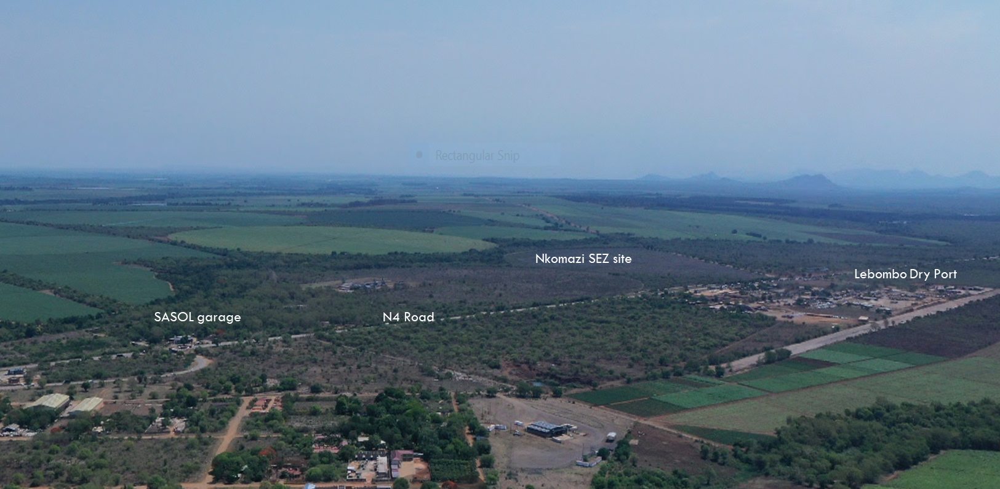 Rectangular Snip
Nkomazi SEZ site
Lebombo Dry Port
SASOL garage
N4 Road